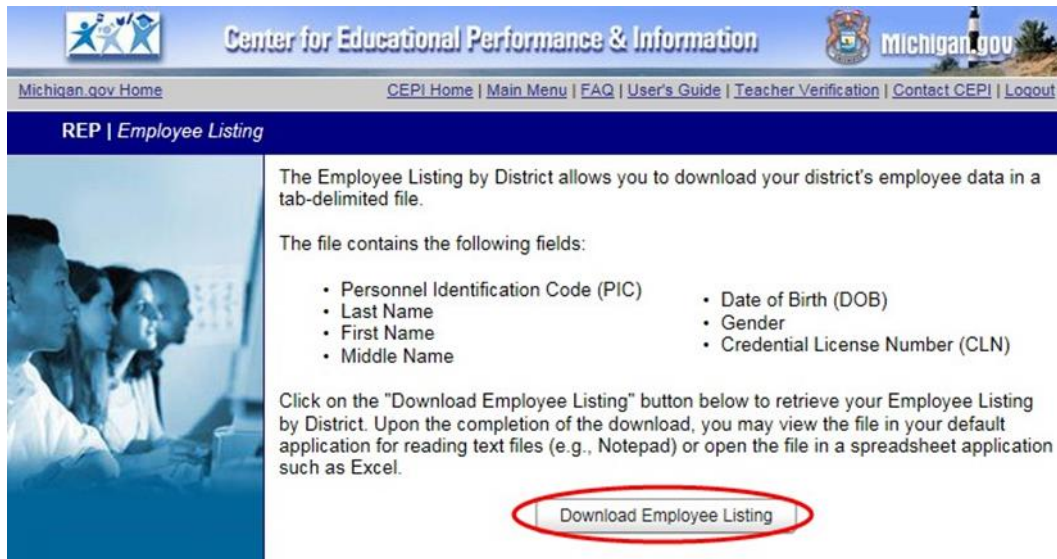 Center for Educational Performance & Information
Michigan.gov
Michigan.gov Home
CEPI Home | Main Menu | FAQ | User's Guide | Teacher Verification | Contact CEPI | Logout
REP | Employee Listing
The Employee Listing by District allows you to download your district's employee data in a
tab-delimited file.
The file contains the following fields:
• Personnel Identification Code (PIC)
• Last Name
• First Name
• Middle Name
• Date of Birth (DOB)
• Gender
• Credential License Number (CLN)
Click on the "Download Employee Listing" button below to retrieve your Employee Listing
by District. Upon the completion of the download, you may view the file in your default
application for reading text files (e.g., Notepad) or open the file in a spreadsheet application
such as Excel.
Download Employee Listing